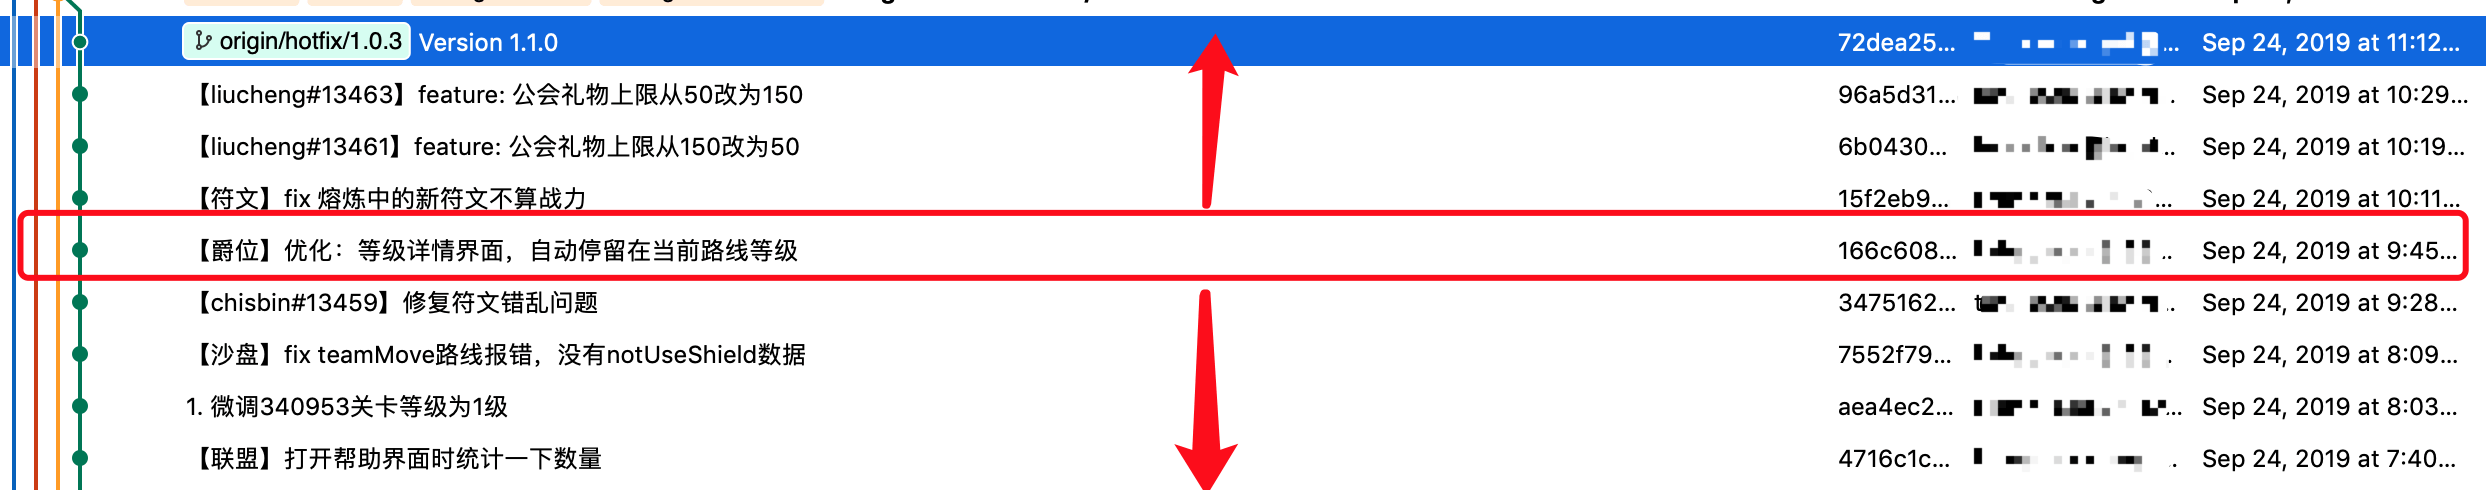 origin/hotfix/1.0.3 Version 1.1.0 72dea25... Sep 24, 2019 at 11:12...
【liucheng#13463】feature: 公会礼物上限从50改为150 96a5d31... Sep 24, 2019 at 10:29...
【liucheng#13461】feature: 公会礼物上限从150改为50 6b0430... Sep 24, 2019 at 10:19...
【符文】fix 熔炼中的新符文不算战力 15f2eb9... Sep 24, 2019 at 10:11...
【爵位】优化：等级详情界面，自动停留在当前路线等级 166c608... Sep 24, 2019 at 9:45...
【chisbin#13459】修复符文错乱问题 3475162... Sep 24, 2019 at 9:28...
【沙盘】fix teamMove路线报错，没有notUseShield数据 7552f79... Sep 24, 2019 at 8:09...
1. 微调340953关卡等级为1级 aea4ec2... Sep 24, 2019 at 8:03...
【联盟】打开帮助界面时统计一下数量 4716c1c... Sep 24, 2019 at 7:40...